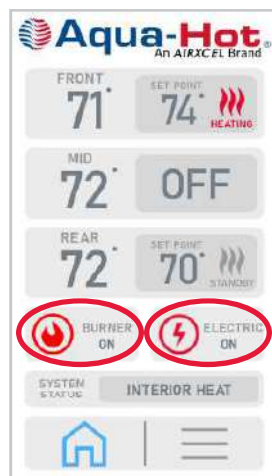 Aqua-Hot®
An AIRXCEL Brand
FRONT
71°
SET POINT
74°
HEATING
MID
72°
OFF
REAR
72°
SET POINT
70°
STANDBY
BURNER
ON
ELECTRIC
ON
SYSTEM
STATUS
INTERIOR HEAT